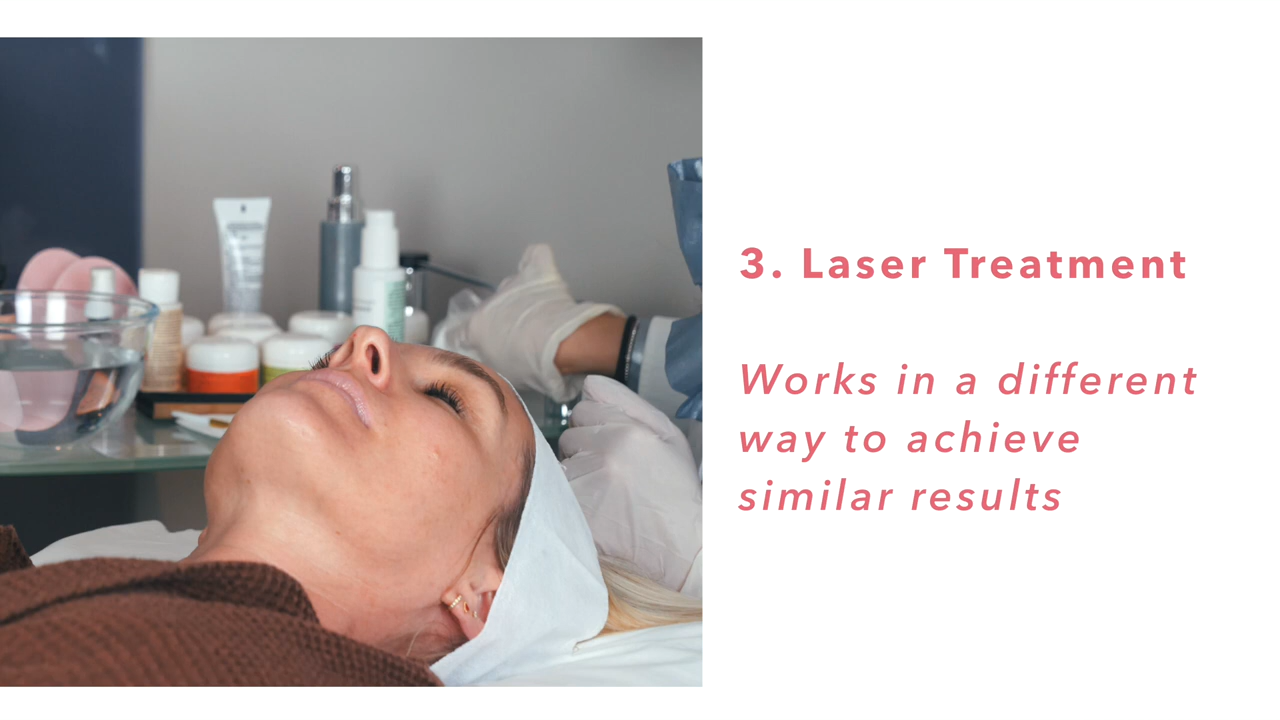 3. Laser Treatment
Works in a different
way to achieve
similar results